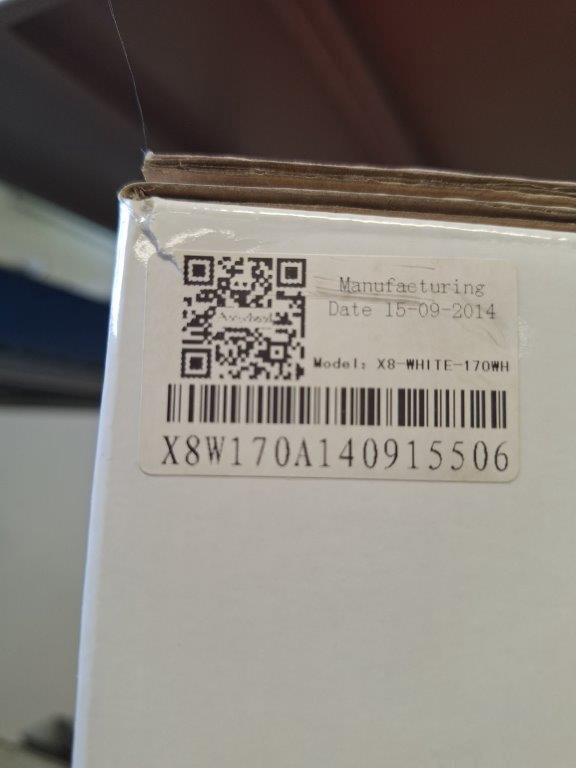 Manufacturing
Date 15-09-2014
Model: X8-WHITE-170WH
X8W170A140915506